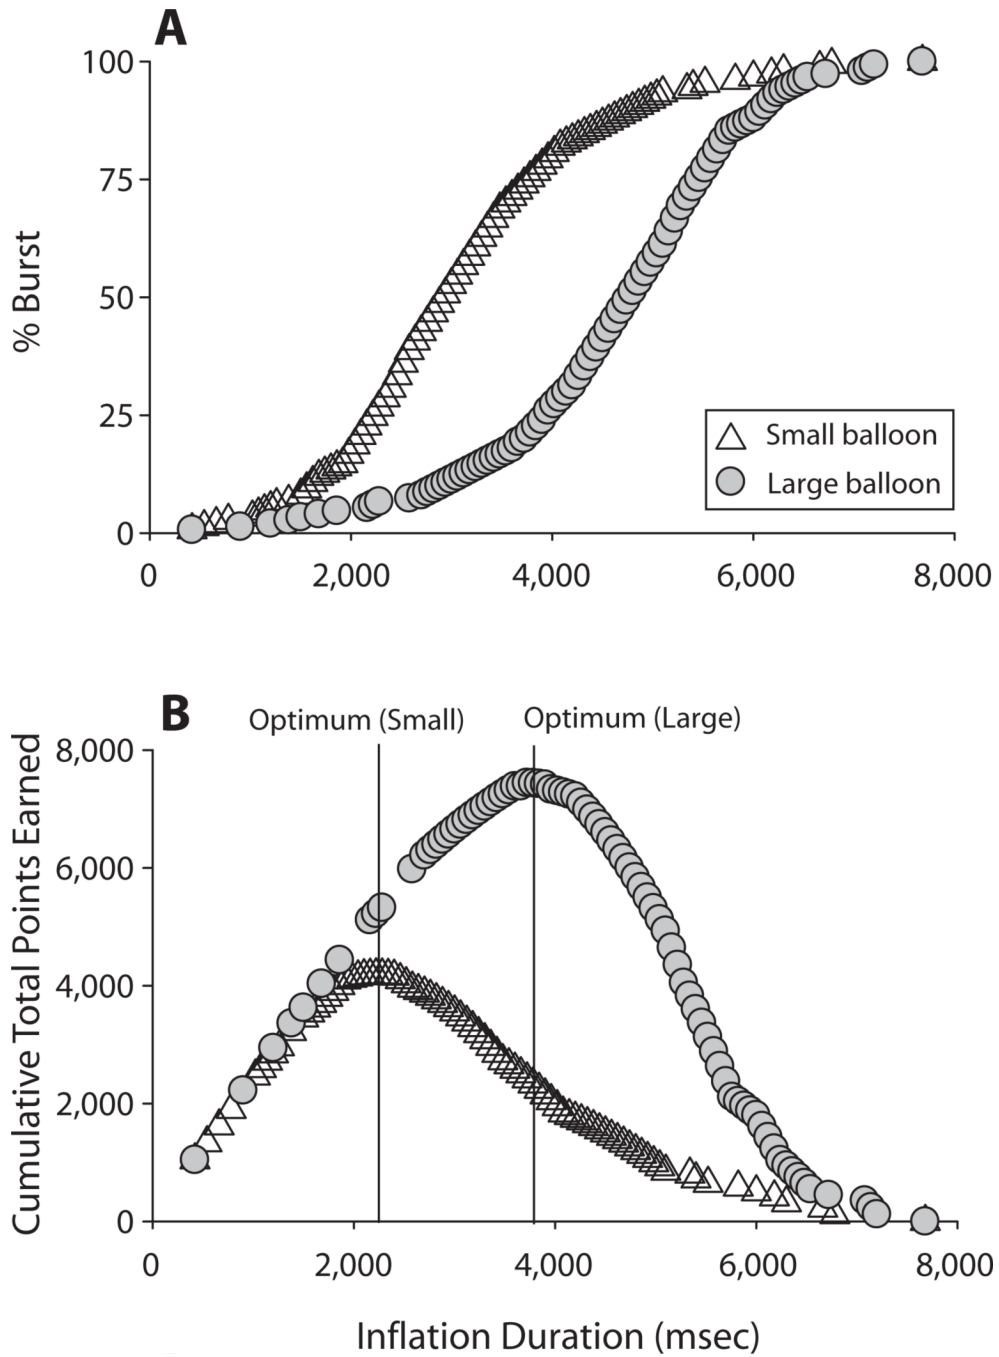 A
100
75
50
25
0
% Burst
Small balloon
Large balloon
0 2,000 4,000 6,000 8,000
B
Optimum (Small) Optimum (Large)
8,000
6,000
4,000
2,000
0
Cumulative Total Points Earned
0 2,000 4,000 6,000 8,000
Inflation Duration (msec)